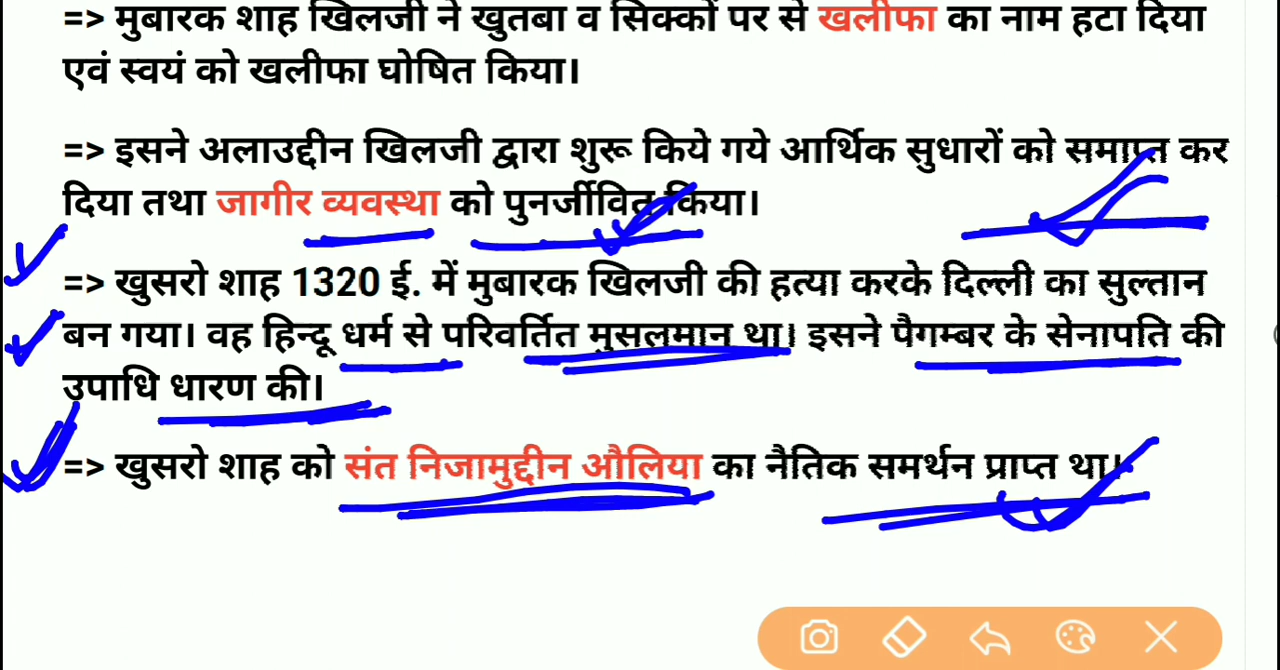 => मुबारक शाह खिलजी ने खुतबा व सिक्कों पर से खलीफा का नाम हटा दिया
एवं स्वयं को खलीफा घोषित किया।
=> इसने अलाउद्दीन खिलजी द्वारा शुरू किये गये आर्थिक सुधारों को समाप्त कर
दिया तथा जागीर व्यवस्था को पुनर्जीवित किया।
=> खुसरो शाह 1320 ई. में मुबारक खिलजी की हत्या करके दिल्ली का सुल्तान
बन गया। वह हिन्दू धर्म से परिवर्तित मुसलमान था। इसने पैगम्बर के सेनापति की
उपाधि धारण की।
=> खुसरो शाह को संत निजामुद्दीन औलिया का नैतिक समर्थन प्राप्त था।